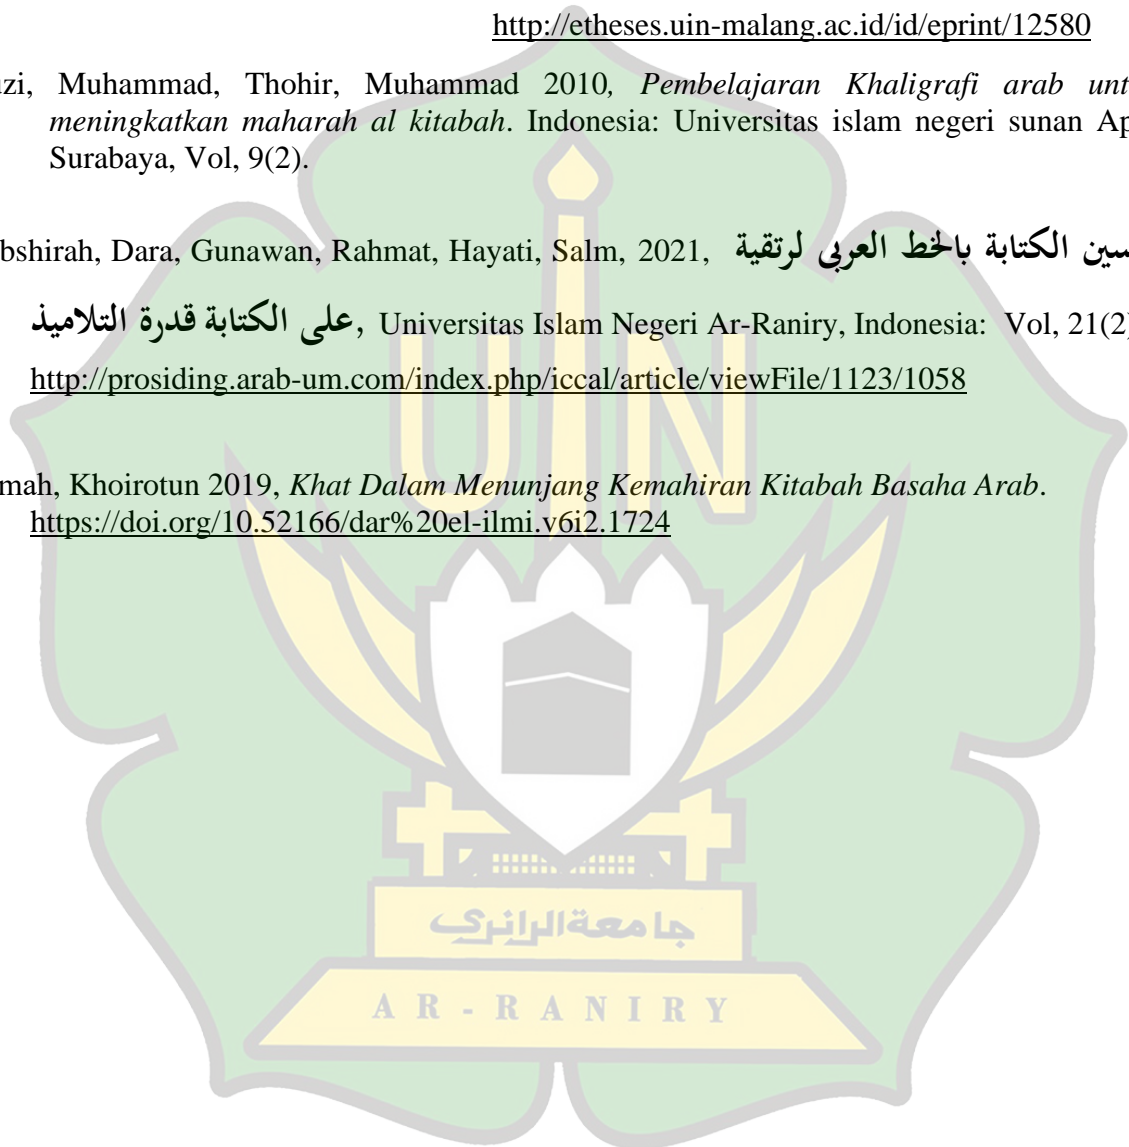 http://etheses.uin-malang.ac.id/id/eprint/12580
uzi, Muhammad, Thohir, Muhammad 2010, Pembelajaran Khaligrafi arab unt
meningkatkan maharah al kitabah. Indonesia: Universitas islam negeri sunan Ap
Surabaya, Vol, 9(2).
bshirah, Dara, Gunawan, Rahmat, Hayati, Salm, 2021, سين الكتابة بالخط العربي لرتقية
على الكتابة قدرة التلاميذ, Universitas Islam Negeri Ar-Raniry, Indonesia: Vol, 21(2)
http://prosiding.arab-um.com/index.php/iccal/article/viewFile/1123/1058
mah, Khoirotun 2019, Khat Dalam Menunjang Kemahiran Kitabah Basaha Arab.
https://doi.org/10.52166/dar%20el-ilmi.v6i2.1724
UIN
جامعةالرانري
AR-RANIRY